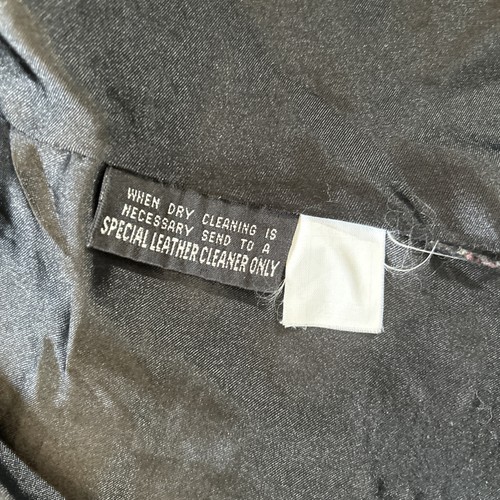 WHEN DRY CLEANING IS
NECESSARY SEND TO A
SPECIAL LEATHER CLEANER ONLY